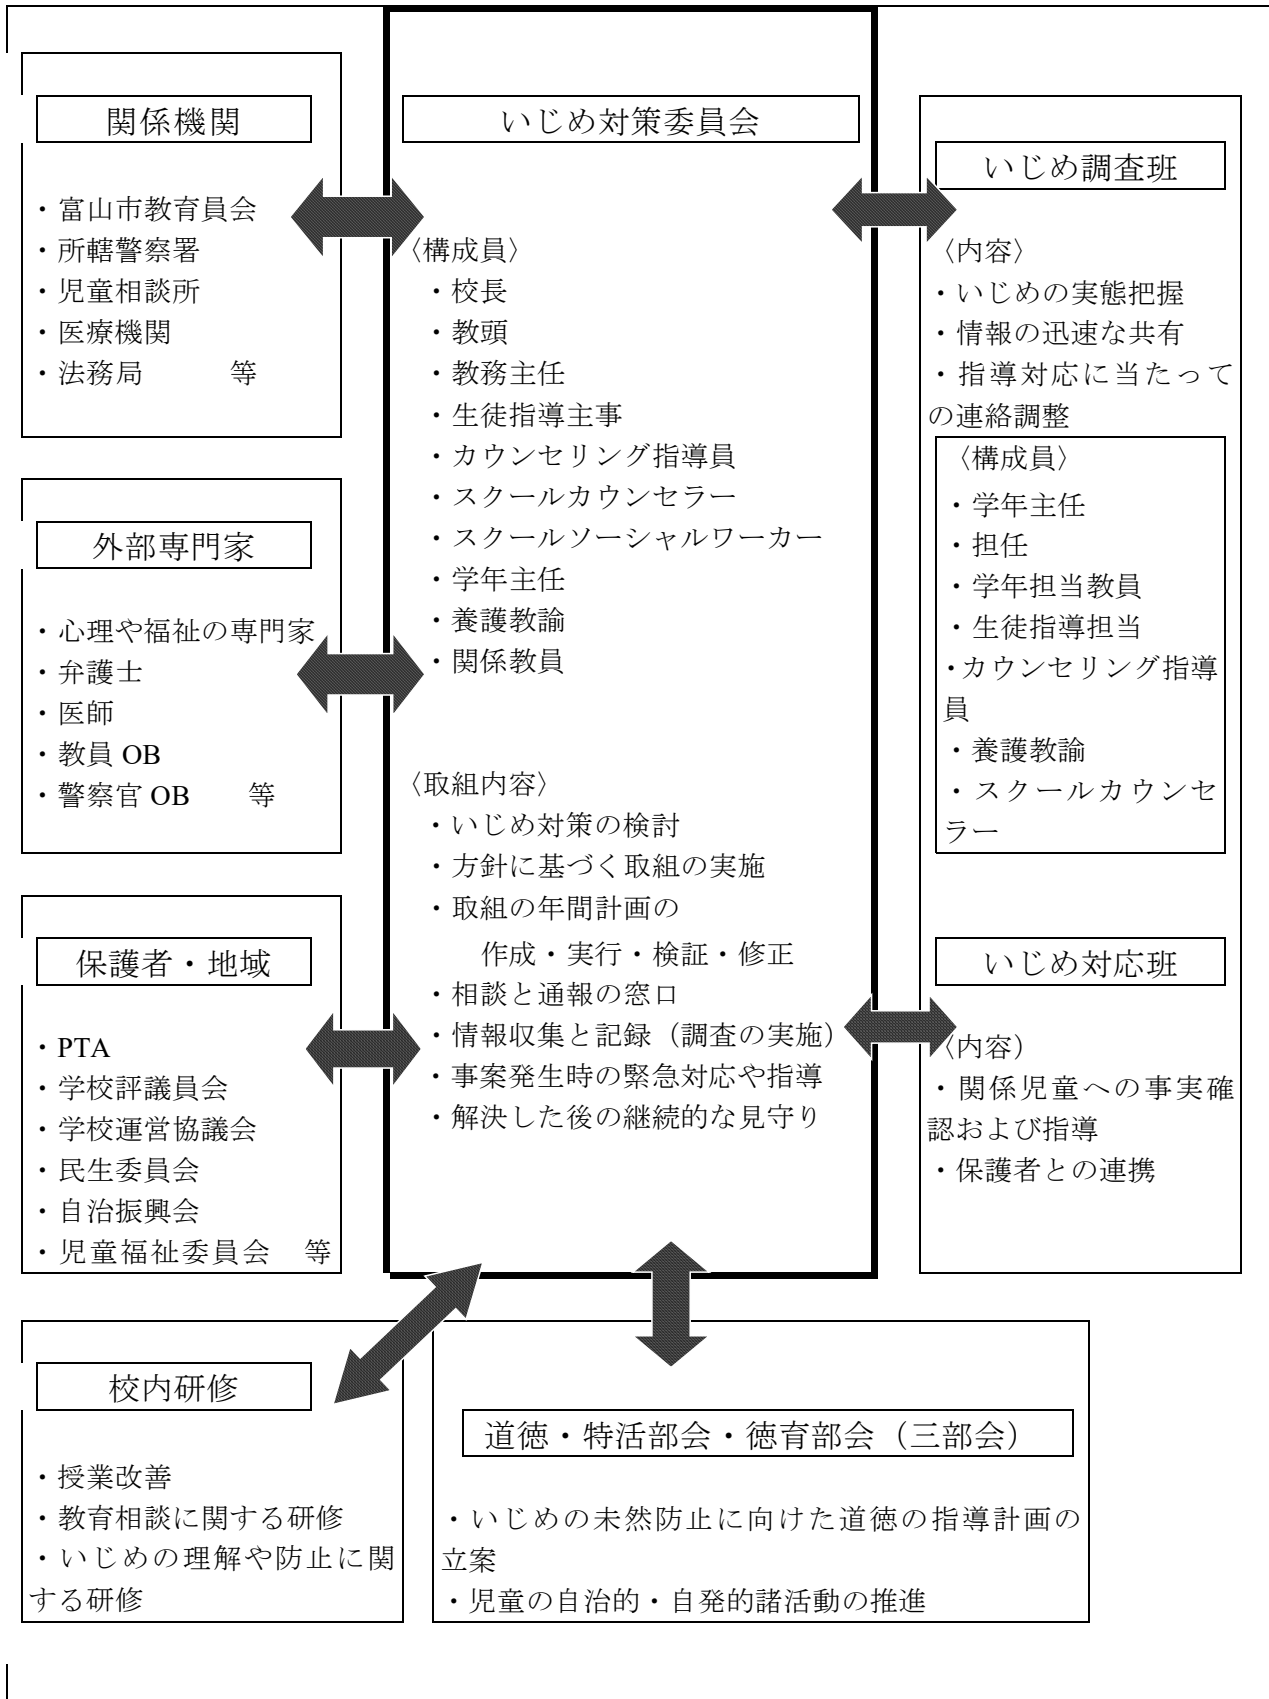 関係機関
・富山市教育員会
・所轄警察署
・児童相談所
・医療機関
・法務局　　　等
外部専門家
・心理や福祉の専門家
・弁護士
・医師
・教員 OB
・警察官 OB　　等
保護者・地域
・PTA
・学校評議員会
・学校運営協議会
・民生委員会
・自治振興会
・児童福祉委員会　等
いじめ対策委員会
〈構成員〉
・校長
・教頭
・教務主任
・生徒指導主事
・カウンセリング指導員
・スクールカウンセラー
・スクールソーシャルワーカー
・学年主任
・養護教諭
・関係教員
〈取組内容〉
・いじめ対策の検討
・方針に基づく取組の実施
・取組の年間計画の
作成・実行・検証・修正
・相談と通報の窓口
・情報収集と記録（調査の実施）
・事案発生時の緊急対応や指導
・解決した後の継続的な見守り
いじめ調査班
〈内容〉
・いじめの実態把握
・情報の迅速な共有
・指導対応に当たって
の連絡調整
〈構成員〉
・学年主任
・担任
・学年担当教員
・生徒指導担当
・カウンセリング指導
員
・養護教諭
・スクールカウンセ
ラー
いじめ対応班
〈内容）
・関係児童への事実確
認および指導
・保護者との連携
校内研修
・授業改善
・教育相談に関する研修
・いじめの理解や防止に関
する研修
道徳・特活部会・徳育部会（三部会）
・いじめの未然防止に向けた道徳の指導計画の
立案
・児童の自治的・自発的諸活動の推進